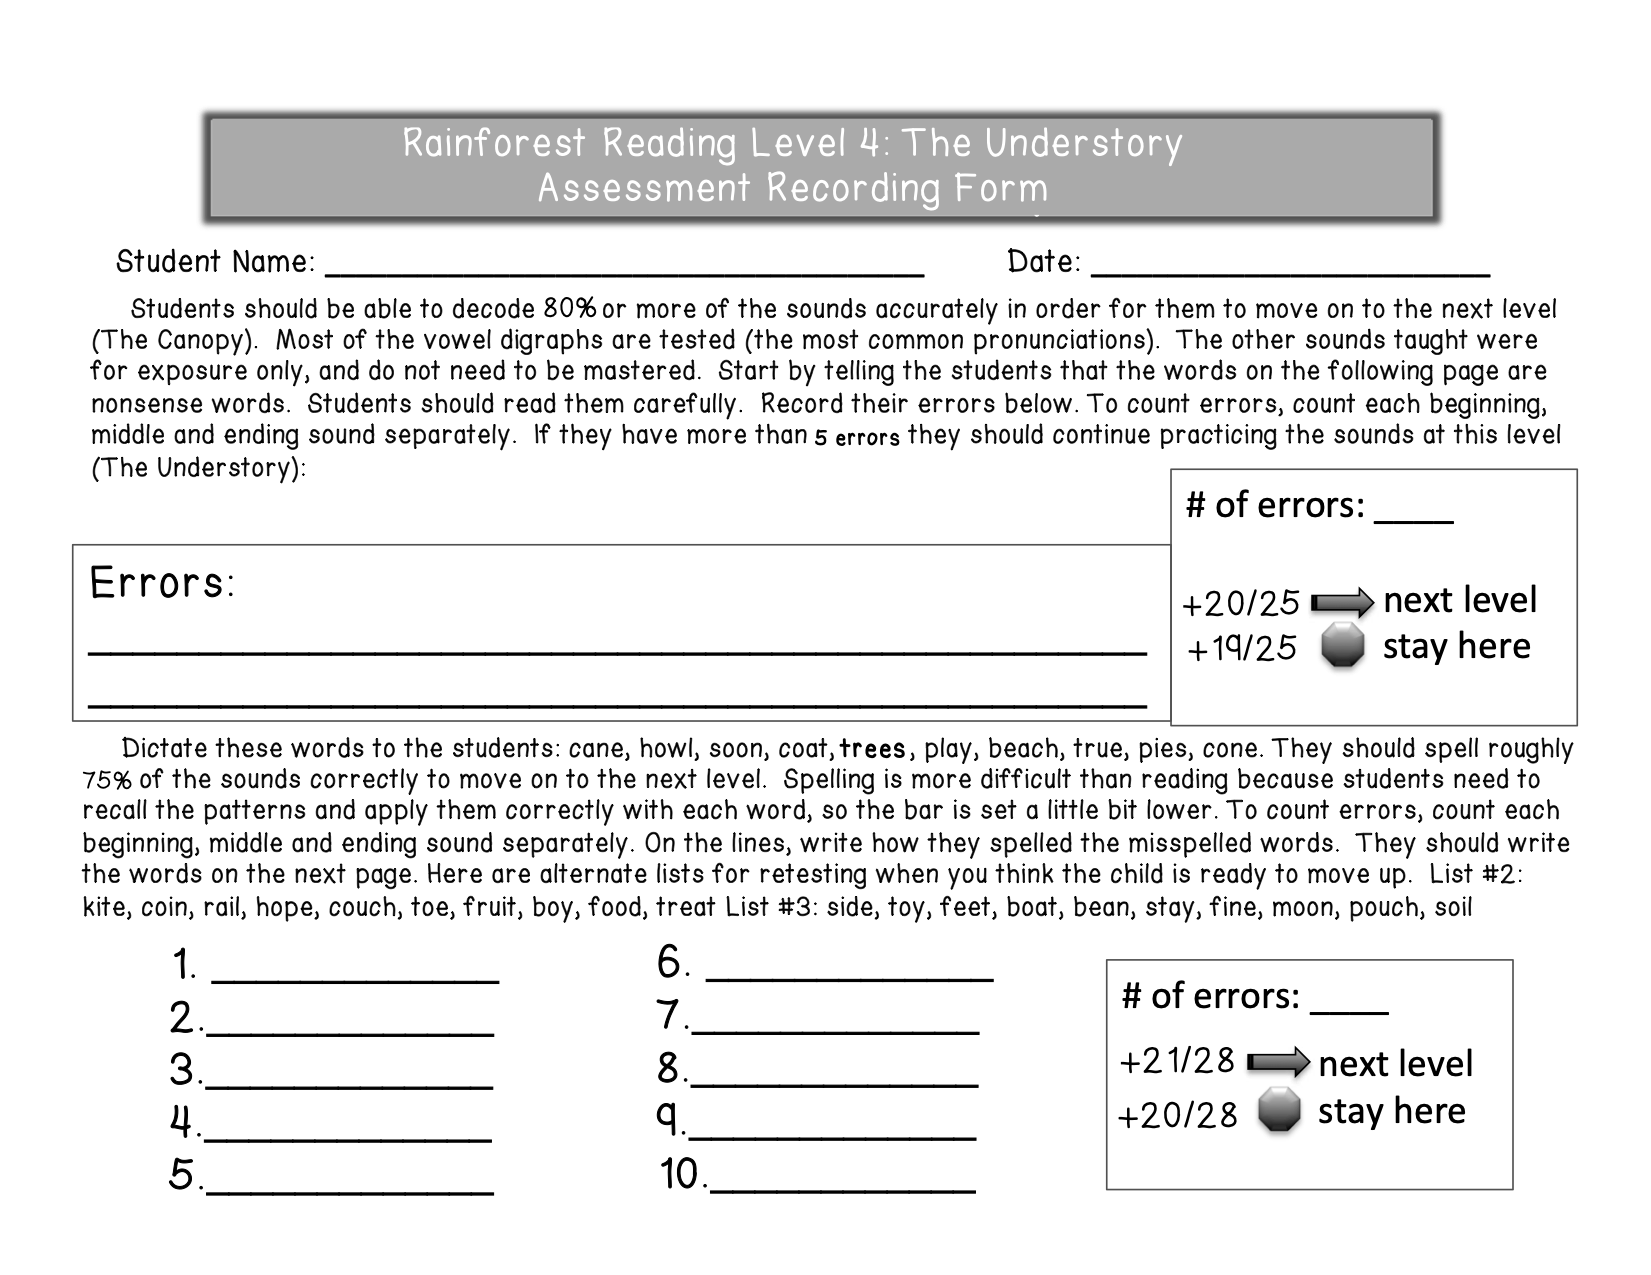 Rainforest Reading Level 4: The Understory
Assessment Recording Form
Student Name: ______________________________ Date: ____________________
Students should be able to decode 80% or more of the sounds accurately in order for them to move on to the next level
(The Canopy). Most of the vowel digraphs are tested (the most common pronunciations). The other sounds taught were
for exposure only, and do not need to be mastered. Start by telling the students that the words on the following page are
nonsense words. Students should read them carefully. Record their errors below. To count errors, count each beginning,
middle and ending sound separately. If they have more than 5 errors they should continue practicing the sounds at this level
(The Understory):
# of errors: ____
Errors:
+20/25 next level
+19/25 stay here
Dictate these words to the students: cane, howl, soon, coat, trees, play, beach, true, pies, cone. They should spell roughly
75% of the sounds correctly to move on to the next level. Spelling is more difficult than reading because students need to
recall the patterns and apply them correctly with each word, so the bar is set a little bit lower. To count errors, count each
beginning, middle and ending sound separately. On the lines, write how they spelled the misspelled words. They should write
the words on the next page. Here are alternate lists for retesting when you think the child is ready to move up. List #2:
kite, coin, rail, hope, couch, toe, fruit, boy, food, treat List #3: side, toy, feet, boat, bean, stay, fine, moon, pouch, soil
1. ______________
2. ______________
3. ______________
4. ______________
5. ______________
6. ______________
7. ______________
8. ______________
9. ______________
10. _____________
# of errors: ____
+21/28 next level
+20/28 stay here